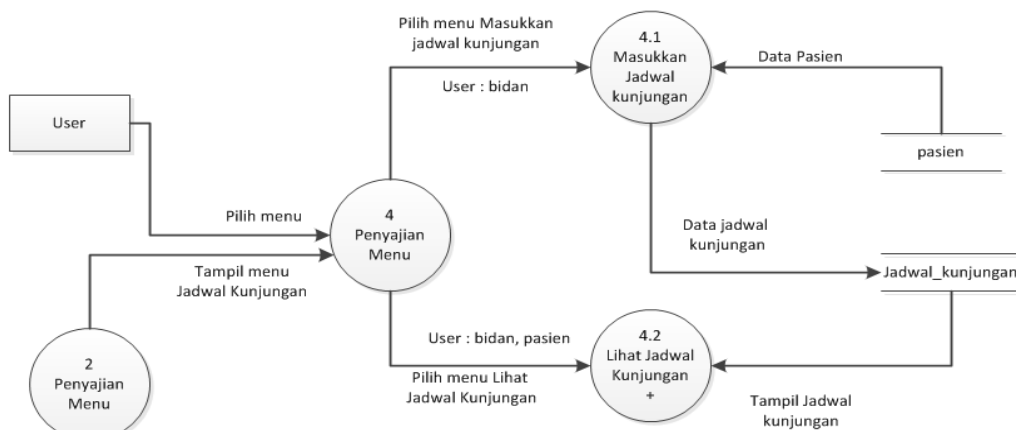 Pilih menu Masukkan
jadwal kunjungan
User : bidan
4.1
Masukkan
Jadwal
kunjungan
Data Pasien
User
pasien
Pilih menu
4
Penyajian
Menu
Data jadwal
kunjungan
Tampil menu
Jadwal Kunjungan
Jadwal_kunjungan
2
Penyajian
Menu
User : bidan, pasien
Pilih menu Lihat
Jadwal Kunjungan
4.2
Lihat Jadwal
Kunjungan
+
Tampil Jadwal
kunjungan